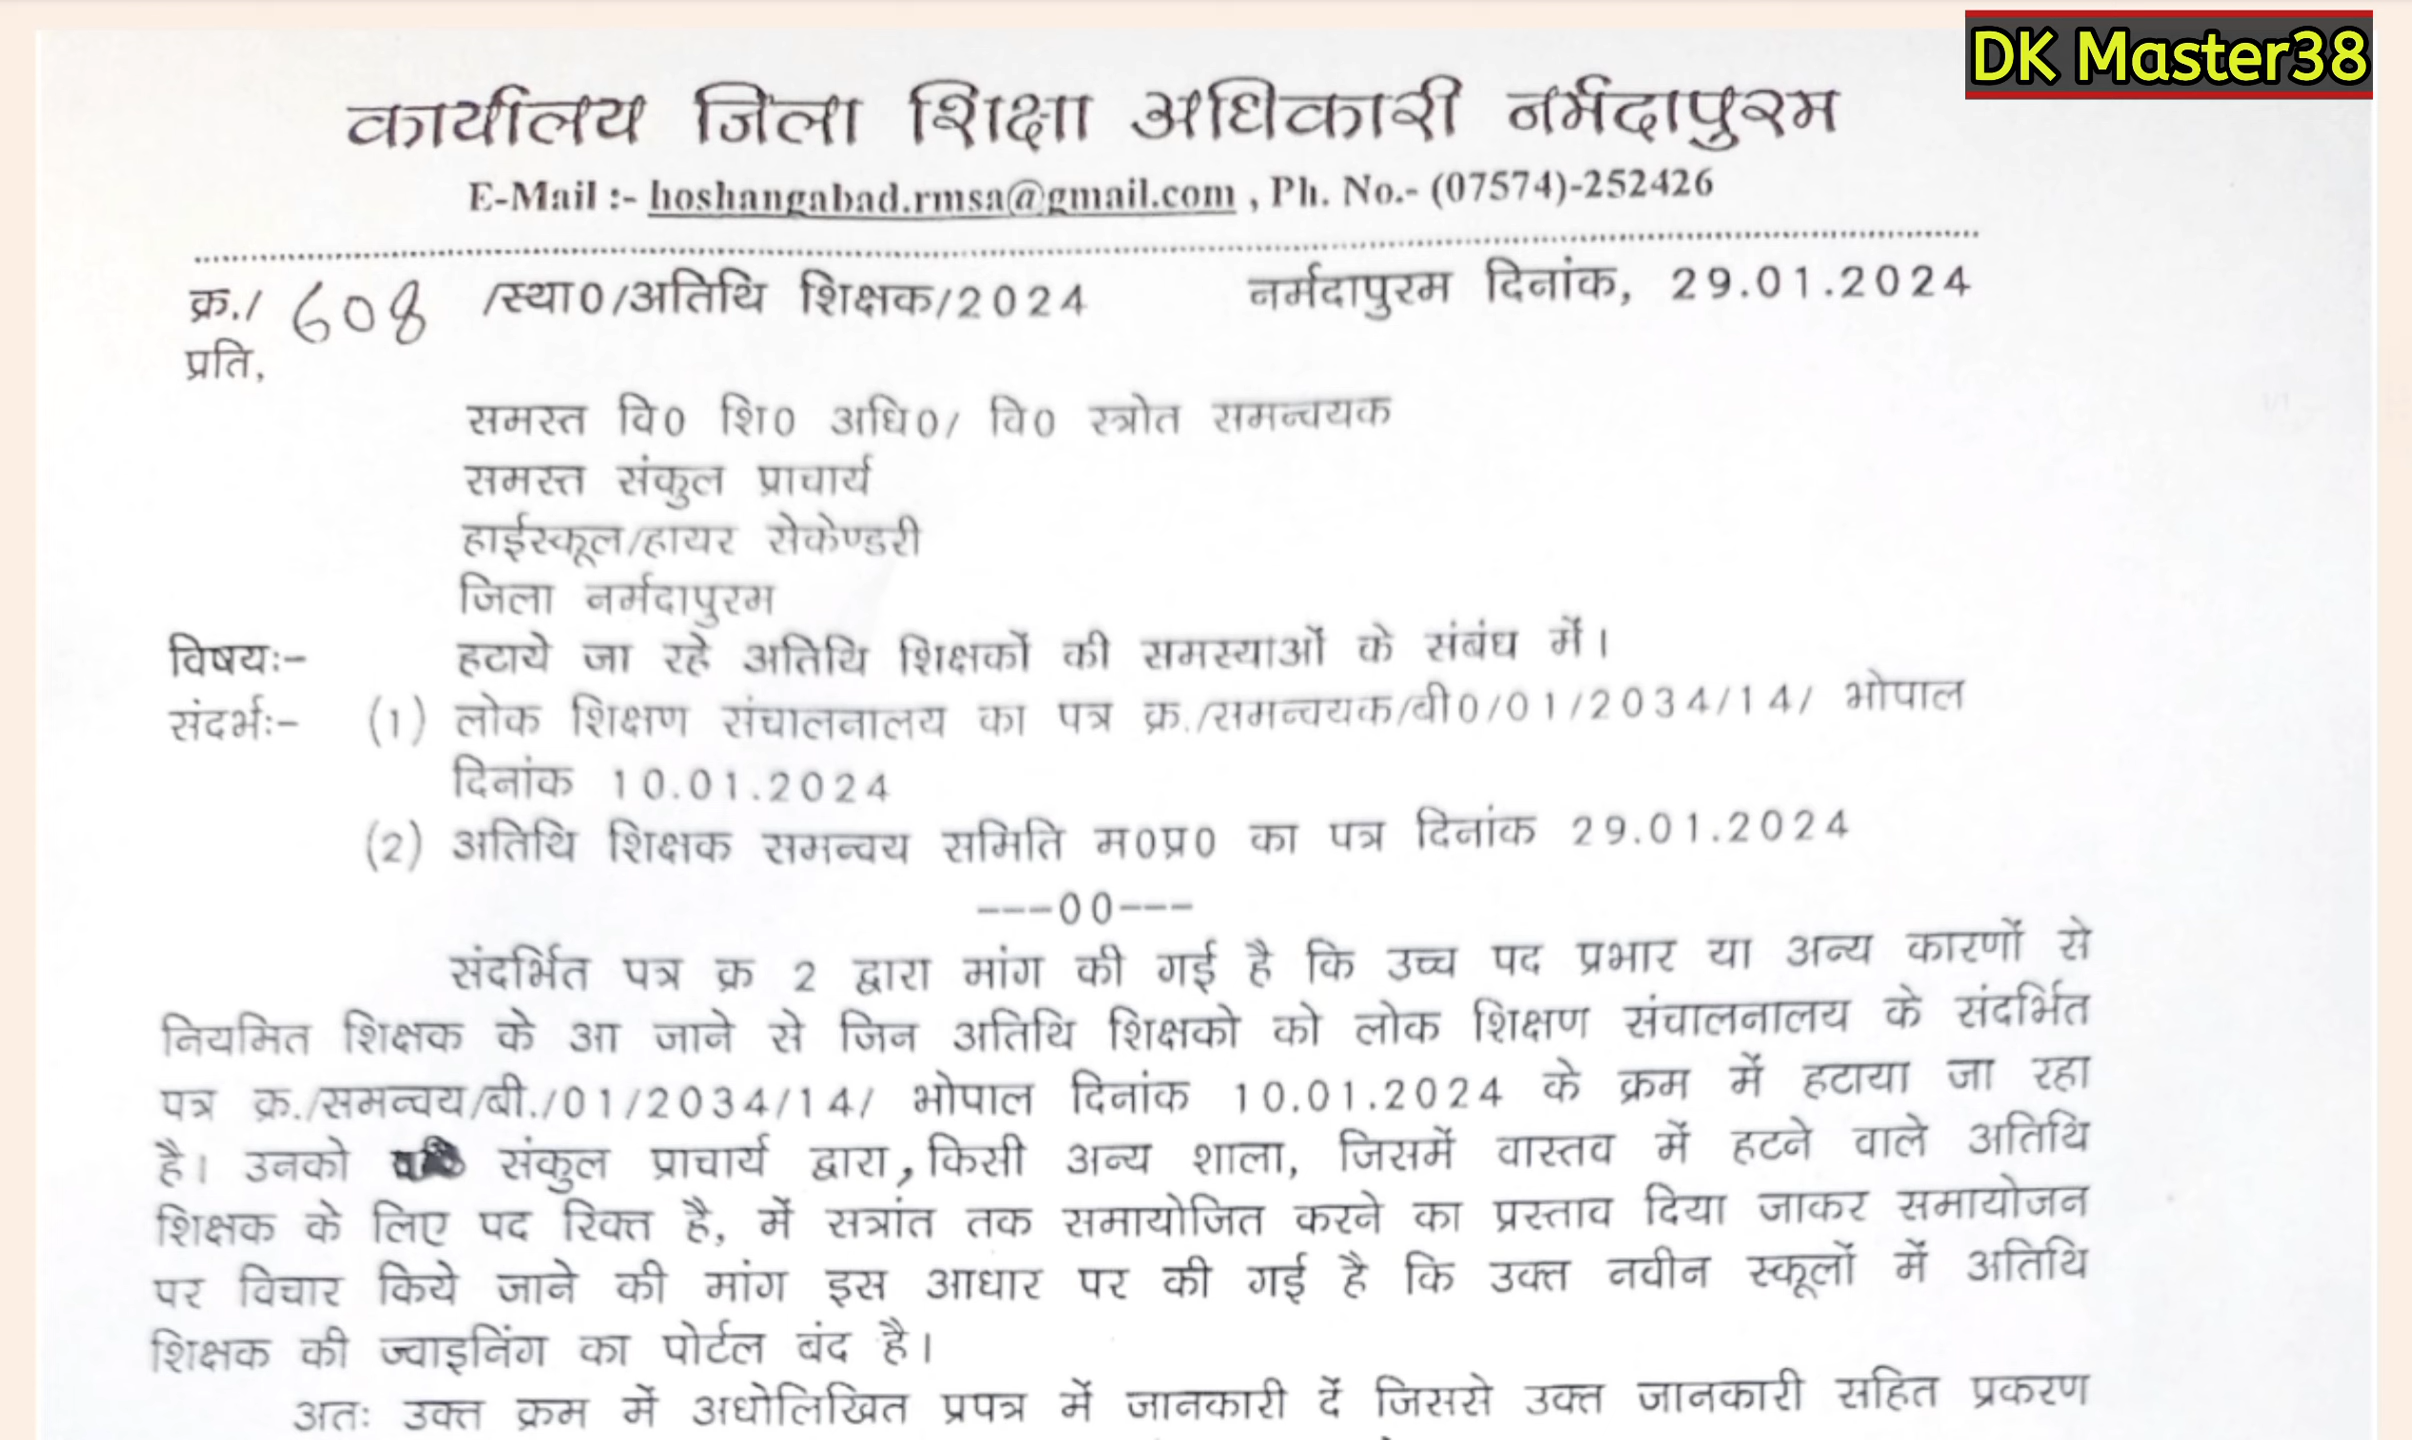 DK Master38
कार्यालय जिला शिक्षा अधिकारी नर्मदापुरम
E-Mail :- hoshangabad.rmsa@gmail.com , Ph. No.- (07574)-252426
क्र./ 608 /स्था0/अतिथि शिक्षक/2024 नर्मदापुरम दिनांक, 29.01.2024
प्रति,
समस्त वि0 शि0 अधि0/ वि0 स्त्रोत समन्वयक
समस्त संकुल प्राचार्य
हाईस्कूल/हायर सेकेण्डरी
जिला नर्मदापुरम
विषयः- हटाये जा रहे अतिथि शिक्षकों की समस्याओं के संबंध में।
संदर्भः- (1) लोक शिक्षण संचालनालय का पत्र क्र./समन्वयक/बी0/01/2034/14/ भोपाल
दिनांक 10.01.2024
(2) अतिथि शिक्षक समन्वय समिति म0प्र0 का पत्र दिनांक 29.01.2024
---00---
संदर्भित पत्र क्र 2 द्वारा मांग की गई है कि उच्च पद प्रभार या अन्य कारणों से
नियमित शिक्षक के आ जाने से जिन अतिथि शिक्षको को लोक शिक्षण संचालनालय के संदर्भित
पत्र क्र./समन्वय/बी./01/2034/14/ भोपाल दिनांक 10.01.2024 के क्रम में हटाया जा रहा
है। उनको संकुल प्राचार्य द्वारा, किसी अन्य शाला, जिसमें वास्तव में हटने वाले अतिथि
शिक्षक के लिए पद रिक्त है, में सत्रांत तक समायोजित करने का प्रस्ताव दिया जाकर समायोजन
पर विचार किये जाने की मांग इस आधार पर की गई है कि उक्त नवीन स्कूलों में अतिथि
शिक्षक की ज्वाइनिंग का पोर्टल बंद है।
अतः उक्त क्रम में अधोलिखित प्रपत्र में जानकारी दें जिससे उक्त जानकारी सहित प्रकरण